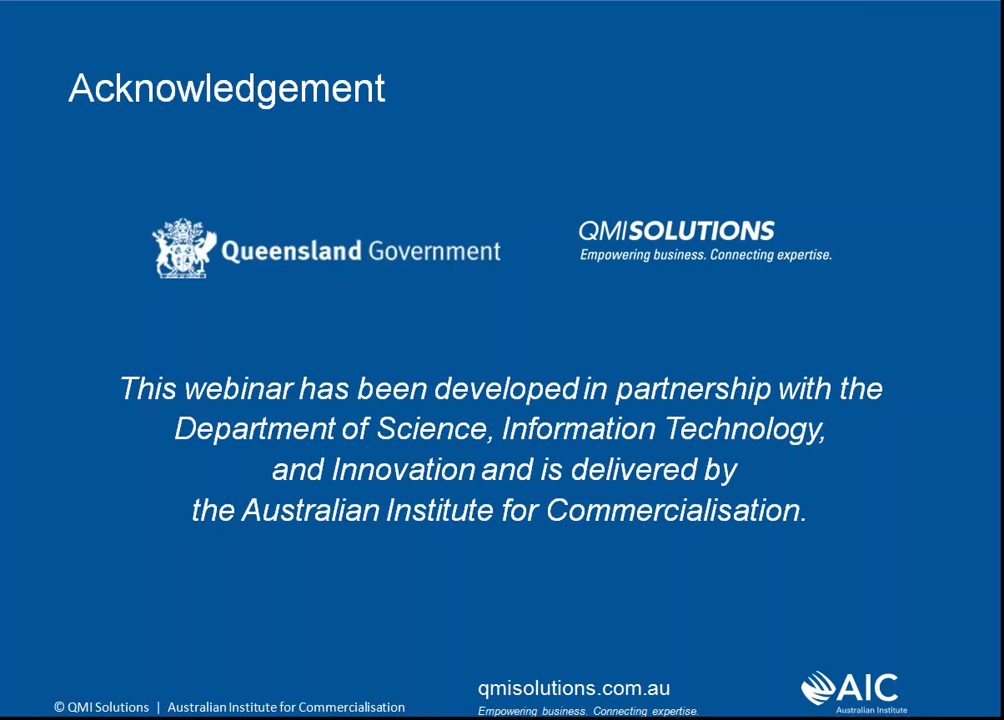 Acknowledgement
Queensland Government
QMI SOLUTIONS
Empowering business. Connecting expertise.
This webinar has been developed in partnership with the
Department of Science, Information Technology,
and Innovation and is delivered by
the Australian Institute for Commercialisation.
© QMI Solutions | Australian Institute for Commercialisation
qmisolutions.com.au
Empowering business. Connecting expertise.
AIC
Australian Institute